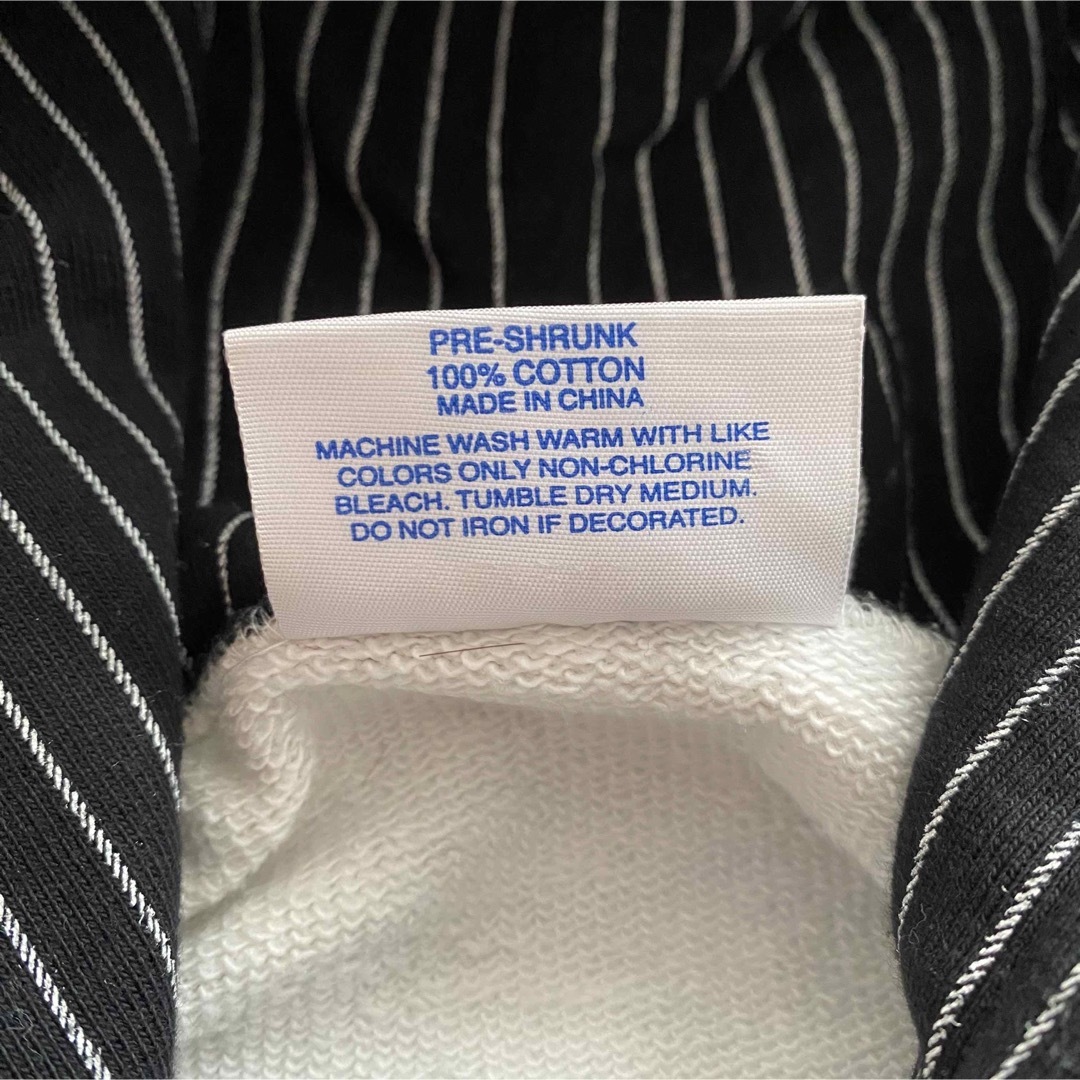 PRE-SHRUNK
100% COTTON
MADE IN CHINA
MACHINE WASH WARM WITH LIKE
COLORS ONLY NON-CHLORINE
BLEACH. TUMBLE DRY MEDIUM.
DO NOT IRON IF DECORATED.